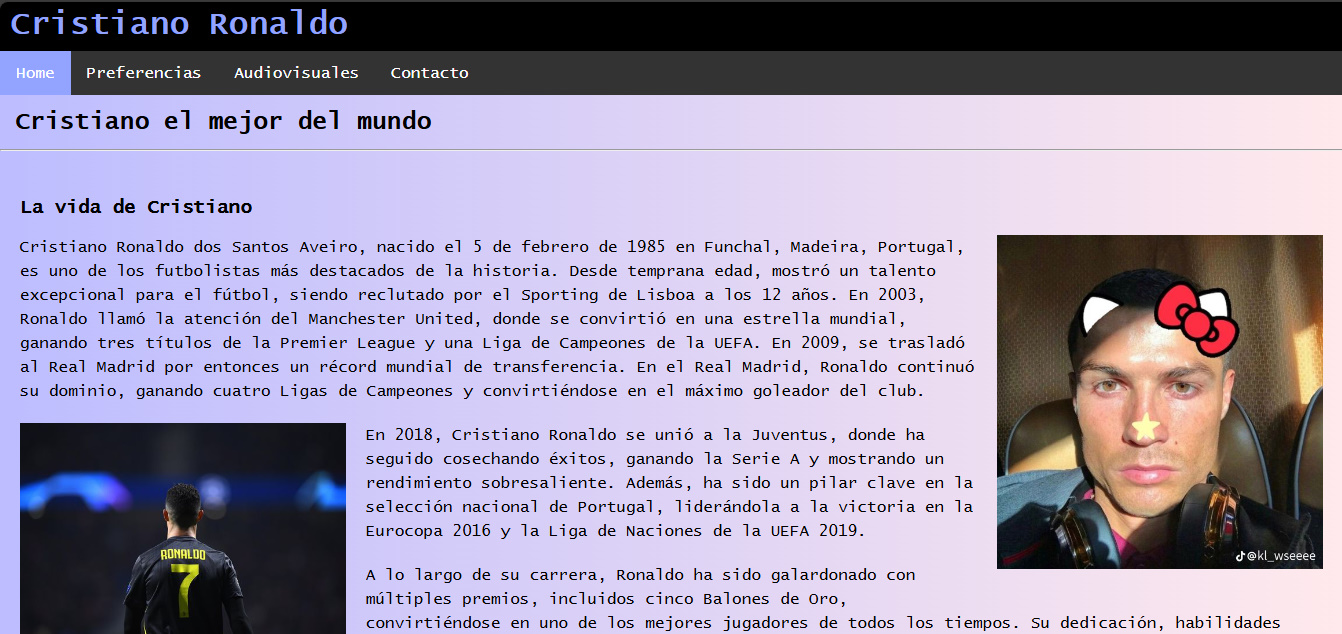 Cristiano Ronaldo
Home Preferencias Audiovisuales Contacto
Cristiano el mejor del mundo
La vida de Cristiano
Cristiano Ronaldo dos Santos Aveiro, nacido el 5 de febrero de 1985 en Funchal, Madeira, Portugal,
es uno de los futbolistas más destacados de la historia. Desde temprana edad, mostró un talento
excepcional para el fútbol, siendo reclutado por el Sporting de Lisboa a los 12 años. En 2003,
Ronaldo llamó la atención del Manchester United, donde se convirtió en una estrella mundial,
ganando tres títulos de la Premier League y una Liga de Campeones de la UEFA. En 2009, se trasladó
al Real Madrid por entonces un récord mundial de transferencia. En el Real Madrid, Ronaldo continuó
su dominio, ganando cuatro Ligas de Campeones y convirtiéndose en el máximo goleador del club.
En 2018, Cristiano Ronaldo se unió a la Juventus, donde ha
seguido cosechando éxitos, ganando la Serie A y mostrando un
rendimiento sobresaliente. Además, ha sido un pilar clave en la
selección nacional de Portugal, liderándola a la victoria en la
Eurocopa 2016 y la Liga de Naciones de la UEFA 2019.
@kl_wseeee
RONALDO
7
A lo largo de su carrera, Ronaldo ha sido galardonado con
múltiples premios, incluidos cinco Balones de Oro,
convirtiéndose en uno de los mejores jugadores de todos los tiempos. Su dedicación, habilidades